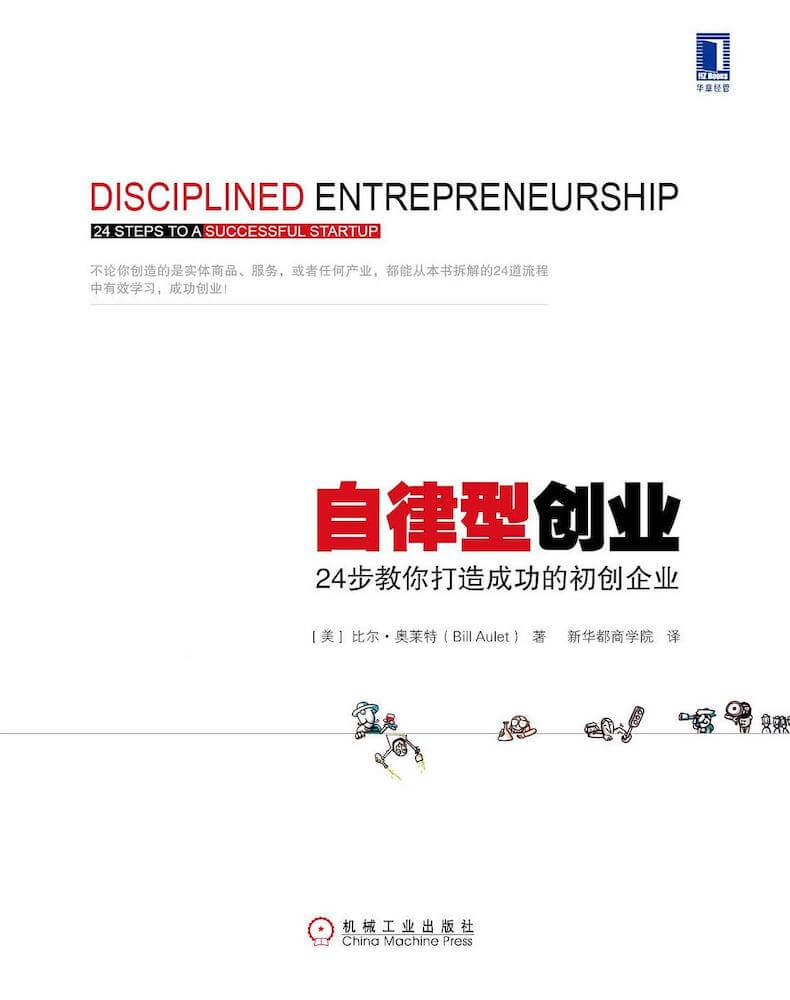 HZ Books
华章经管
DISCIPLINED ENTREPRENEURSHIP
24 STEPS TO A SUCCESSFUL STARTUP
不论你创造的是实体商品、服务，或者任何产业，都能从本书拆解的24道流程
中有效学习，成功创业！
自律型创业
24步教你打造成功的初创企业
［美］比尔·奥莱特（Bill Aulet） 著 新华都商学院 译
机械工业出版社
China Machine Press